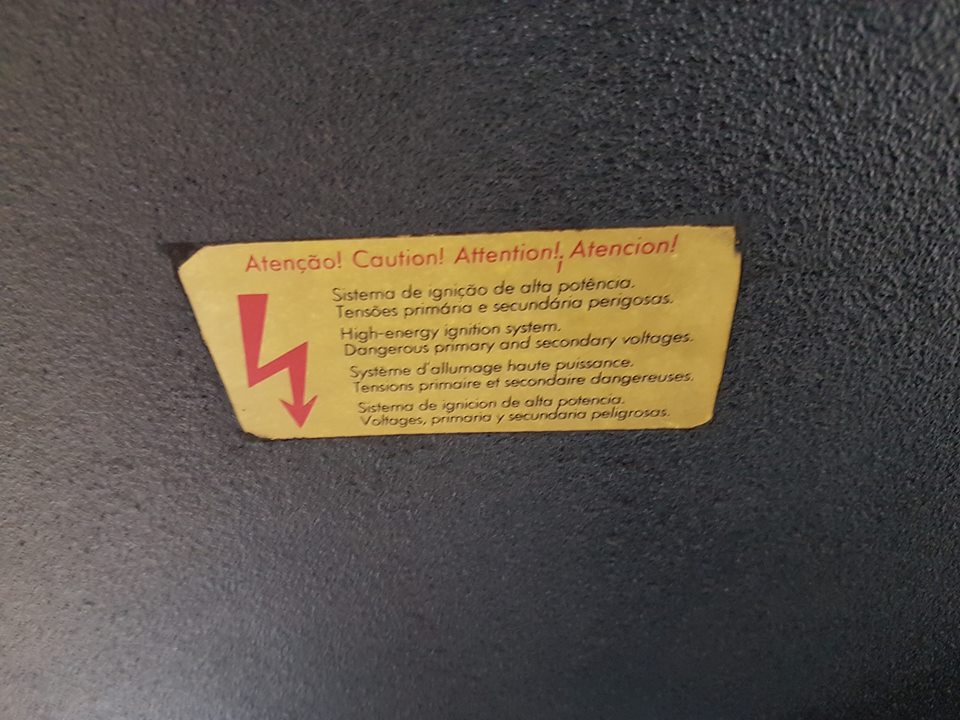 Atenção! Caution! Attention! ¡Atencion!
Sistema de ignição de alta potência.
Tensões primária e secundária perigosas.
High-energy ignition system.
Dangerous primary and secondary voltages.
Système d'allumage haute puissance.
Tensions primaire et secondaire dangereuses.
Sistema de ignicion de alta potencia.
Voltages, primaria y secundaria peligrosas.